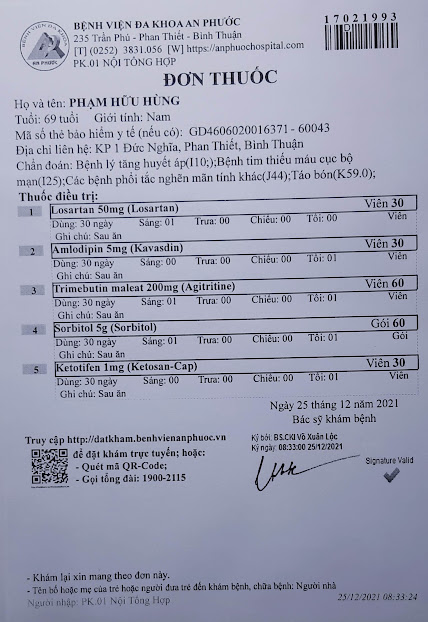 BỆNH VIỆN ĐA KHOA AN PHƯỚC
17021993
235 Trần Phú - Phan Thiết - Bình Thuận
[T] (0252) 3831.056 [W] https://anphuochospital.com
PK.01 NỘI TỔNG HỢP
AN PHƯỚC
ĐƠN THUỐC
Họ và tên: PHẠM HỮU HÙNG
Tuổi: 69 tuổi Giới tính: Nam
Mã số thẻ bảo hiểm y tế (nếu có): GD4606020016371 - 60043
Địa chỉ liên hệ: KP 1 Đức Nghĩa, Phan Thiết, Bình Thuận
Chẩn đoán: Bệnh lý tăng huyết áp(I10;);Bệnh tim thiếu máu cục bộ
mạn(I25);Các bệnh phổi tắc nghẽn mãn tính khác(J44);Táo bón(K59.0);
Thuốc điều trị:
1 Losartan 50mg (Losartan) Viên 30
Dùng: 30 ngày Sáng: 01 Trưa: 00 Chiều: 00 Tối: 00 Viên
Ghi chú: Sau ăn
2 Amlodipin 5mg (Kavasdin) Viên 30
Dùng: 30 ngày Sáng: 00 Trưa: 00 Chiều: 00 Tối: 01 Viên
Ghi chú: Sau ăn
3 Trimebutin maleat 200mg (Agitritine) Viên 60
Dùng: 30 ngày Sáng: 01 Trưa: 00 Chiều: 00 Tối: 01 Viên
Ghi chú: Sau ăn
4 Sorbitol 5g (Sorbitol) Gói 60
Dùng: 30 ngày Sáng: 01 Trưa: 00 Chiều: 00 Tối: 01 Gói
Ghi chú: Sau ăn
5 Ketotifen 1mg (Ketosan-Cap) Viên 30
Dùng: 30 ngày Sáng: 00 Trưa: 00 Chiều: 00 Tối: 01 Viên
Ghi chú: Sau ăn
Ngày 25 tháng 12 năm 2021
Bác sỹ khám bệnh
Truy cập http://datkham.benhvienanphuoc.vn
để đặt khám trực tuyến; hoặc:
- Quét mã QR-Code;
- Gọi tổng đài: 1900-2115
Ký bởi: BS.CKI Võ Xuân Lộc
Ký ngày: 08:33:00 25/12/2021
Signature Valid
- Khám lại xin mang theo đơn này.
- Tên bố hoặc mẹ của trẻ hoặc người đưa trẻ đến khám bệnh, chữa bệnh: Người nhà
Người nhập: PK.01 Nội Tổng Hợp
25/12/2021 08:33:24